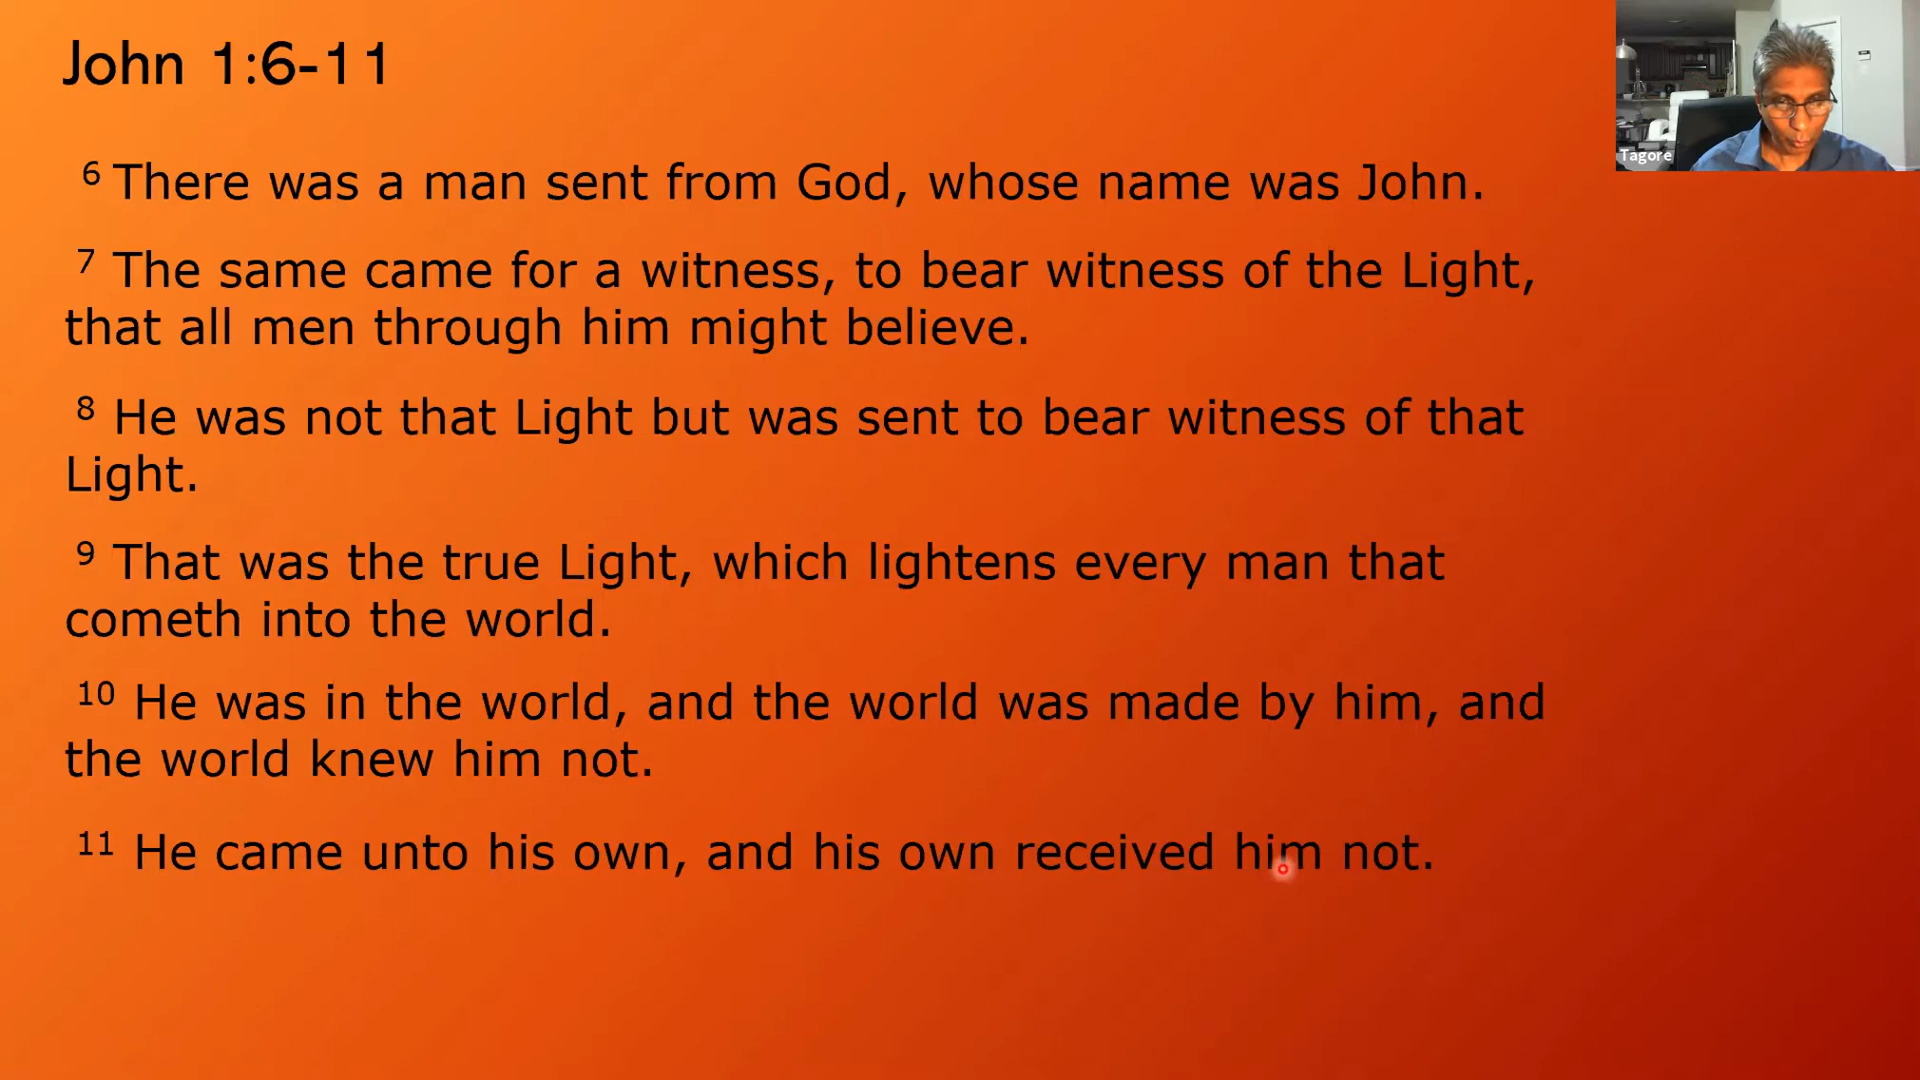 John 1:6-11
Tagore
6 There was a man sent from God, whose name was John.
7 The same came for a witness, to bear witness of the Light,
that all men through him might believe.
8 He was not that Light but was sent to bear witness of that
Light.
9 That was the true Light, which lightens every man that
cometh into the world.
10 He was in the world, and the world was made by him, and
the world knew him not.
11 He came unto his own, and his own received him not.